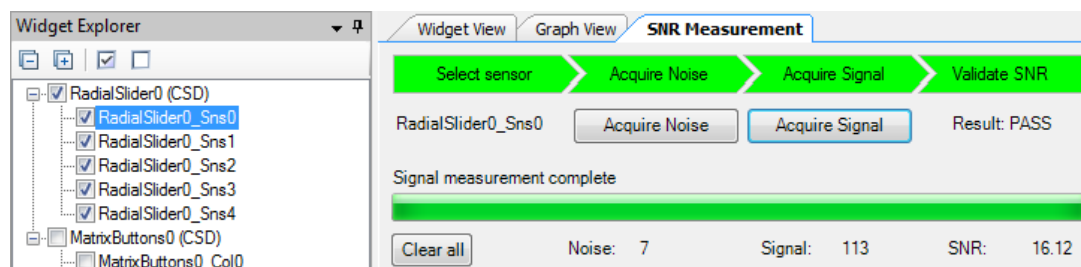 Widget Explorer
RadialSlider0 (CSD)
RadialSlider0_Sns0
RadialSlider0_Sns1
RadialSlider0_Sns2
RadialSlider0_Sns3
RadialSlider0_Sns4
MatrixButtons0 (CSD)
MatrixButtons0_Col0
Widget View Graph View SNR Measurement
Select sensor Acquire Noise Acquire Signal Validate SNR
RadialSlider0_Sns0 Acquire Noise Acquire Signal Result: PASS
Signal measurement complete
Clear all Noise: 7 Signal: 113 SNR: 16.12